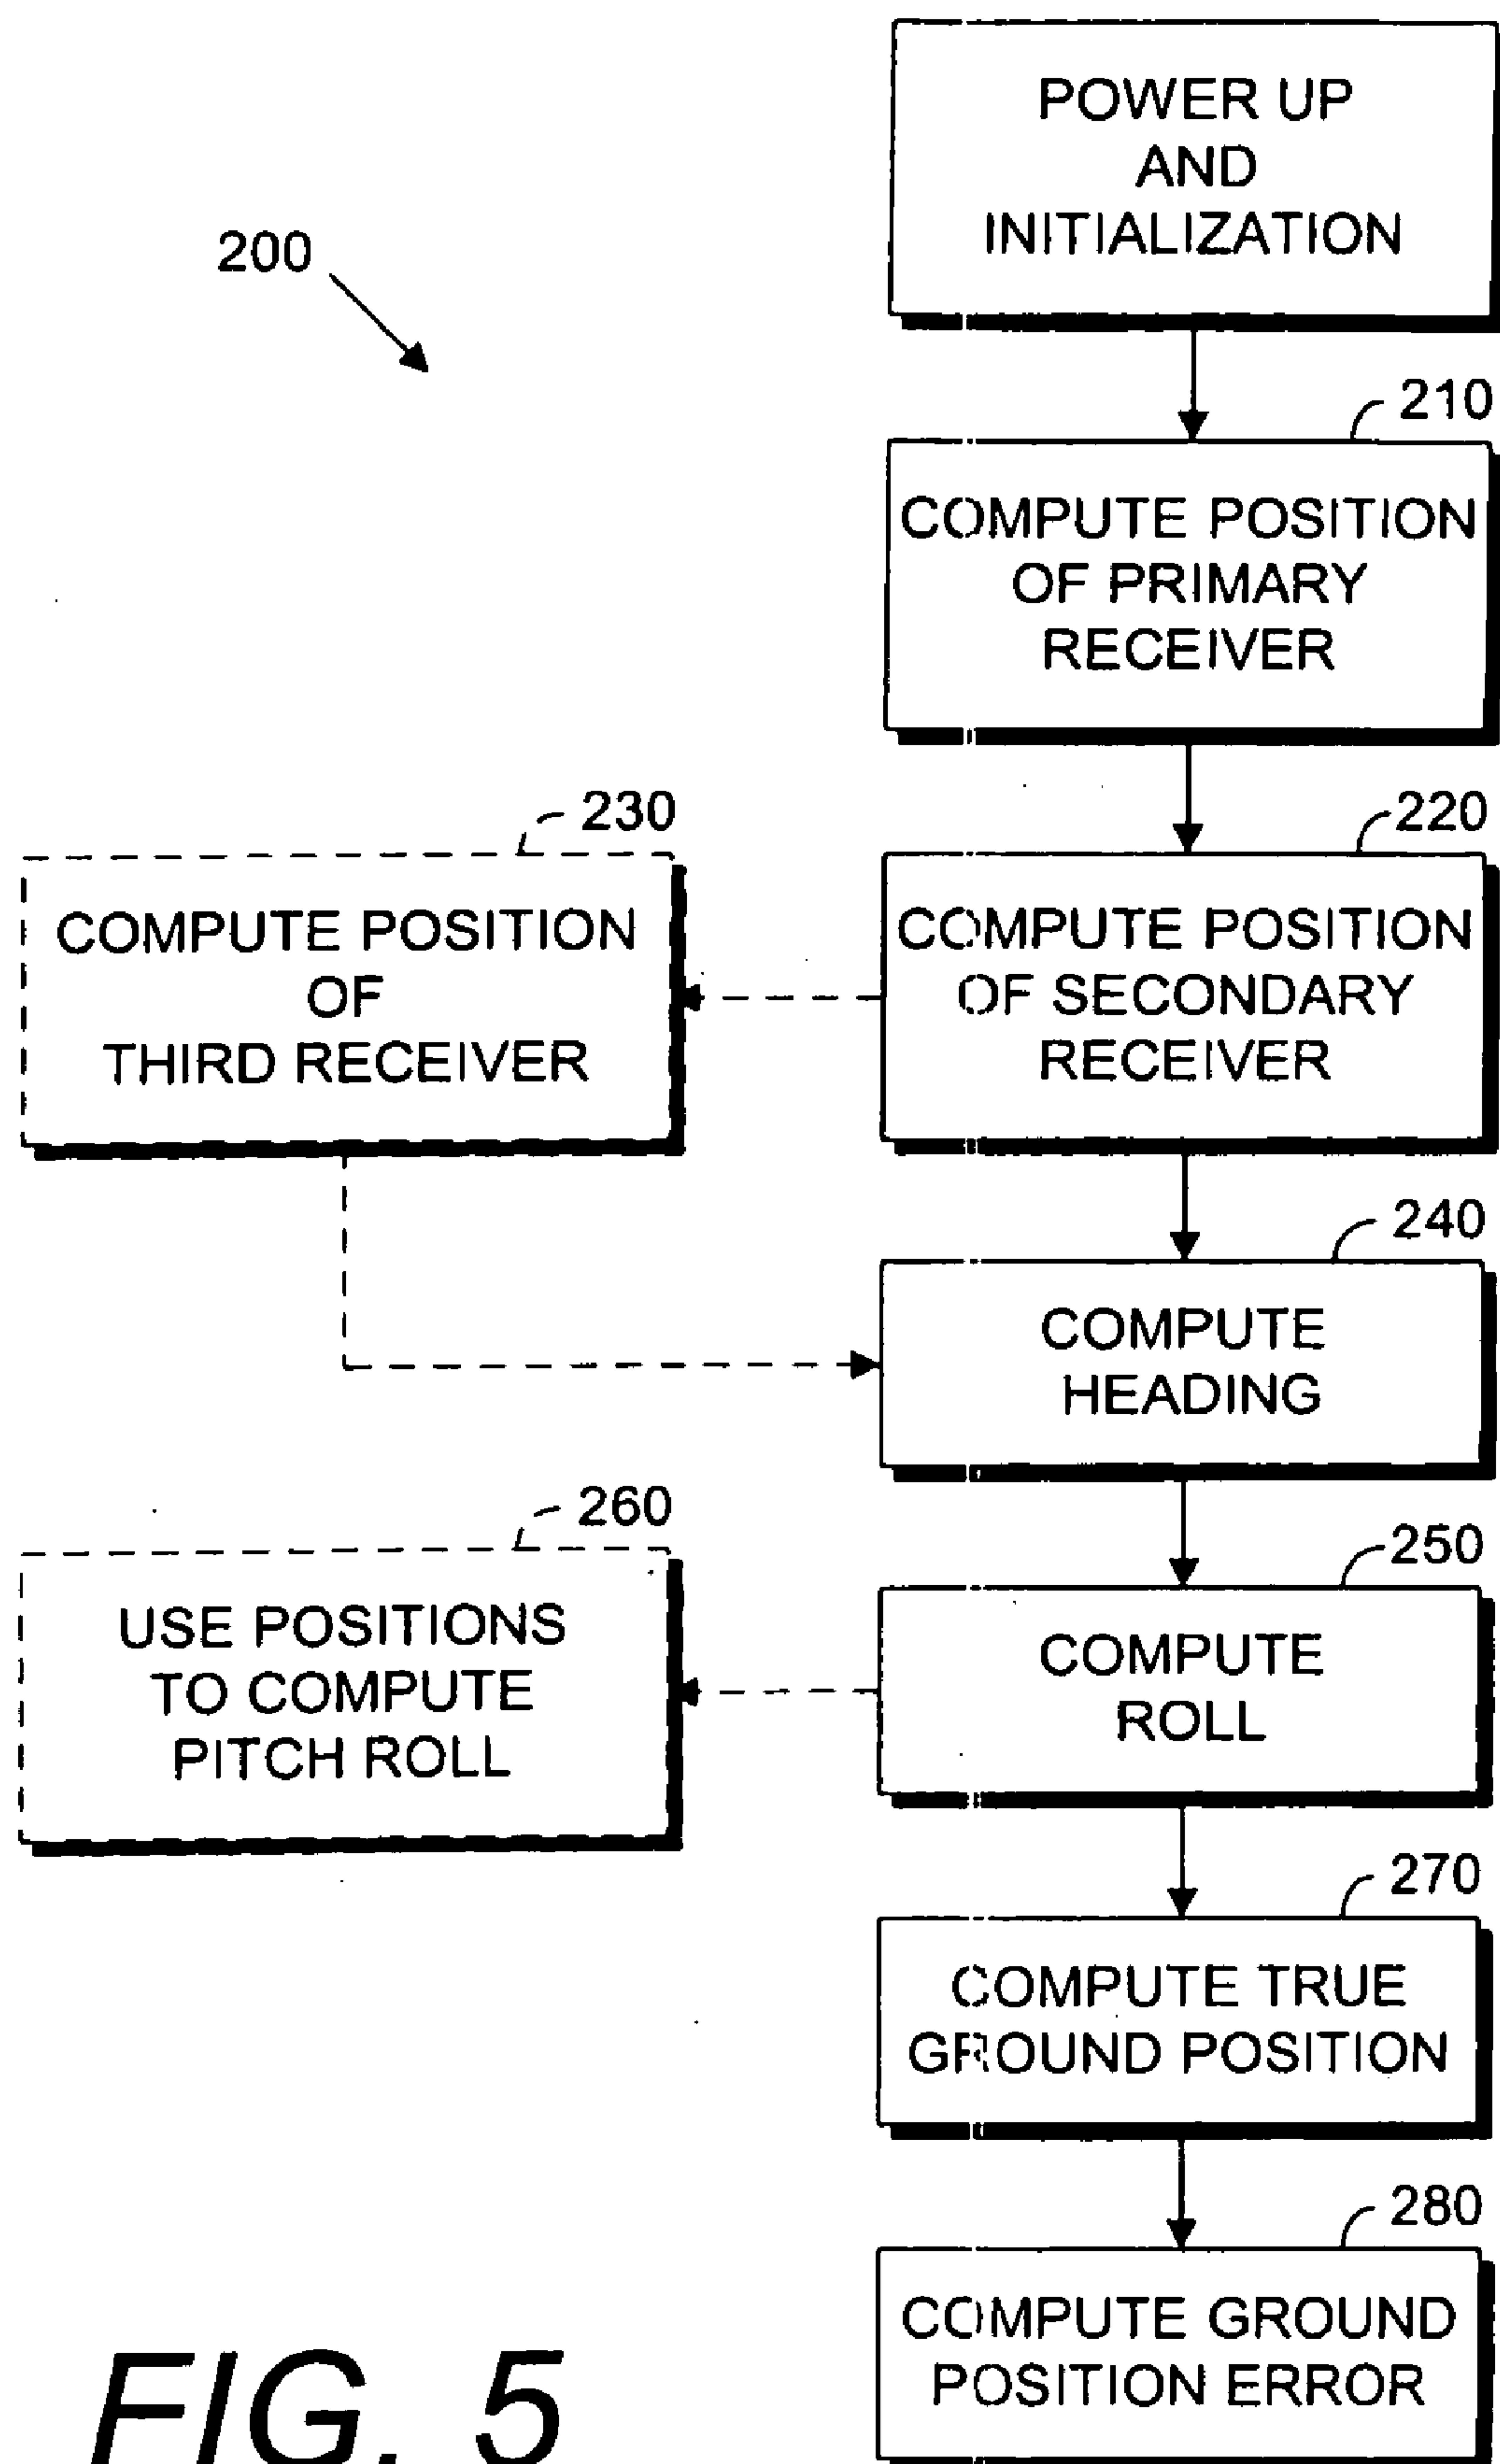 POWER UP
AND
INITIALIZATION
200
210
COMPUTE POSITION
OF PRIMARY
RECEIVER
230
220
COMPUTE POSITION
OF
THIRD RECEIVER
COMPUTE POSITION
OF SECONDARY
RECEIVER
240
COMPUTE
HEADING
260
250
USE POSITIONS
TO COMPUTE
PITCH ROLL
COMPUTE
ROLL
270
COMPUTE TRUE
GROUND POSITION
280
COMPUTE GROUND
POSITION ERROR
FIG. 5